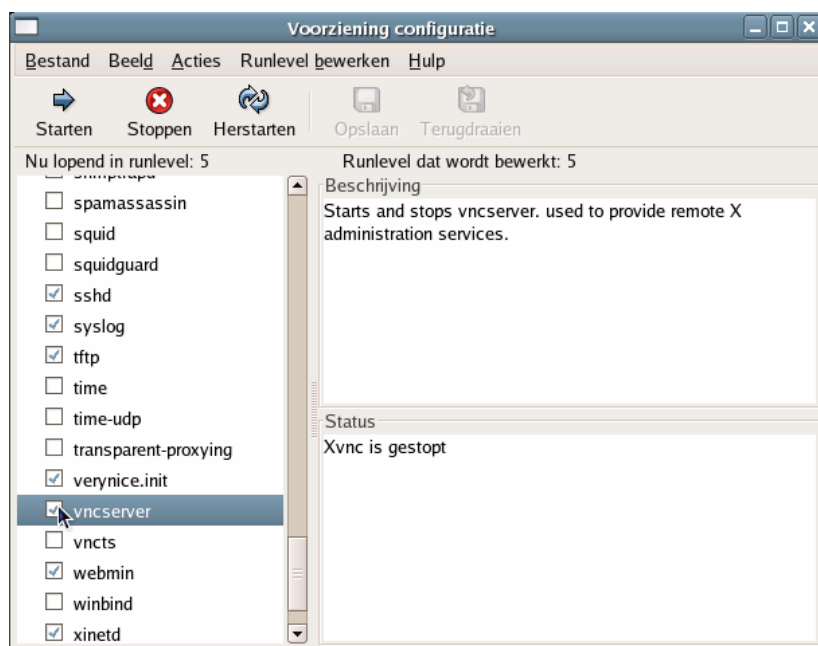 Voorziening configuratie
Bestand Beeld Acties Runlevel bewerken Hulp
Starten Stoppen Herstarten Opslaan Terugdraaien
Nu lopend in runlevel: 5 Runlevel dat wordt bewerkt: 5
spamassassin
squid
squidguard
sshd
syslog
tftp
time
time-udp
transparent-proxying
verynice.init
vncserver
vncts
webmin
winbind
xinetd
Beschrijving
Starts and stops vncserver. used to provide remote X
administration services.
Status
Xvnc is gestopt